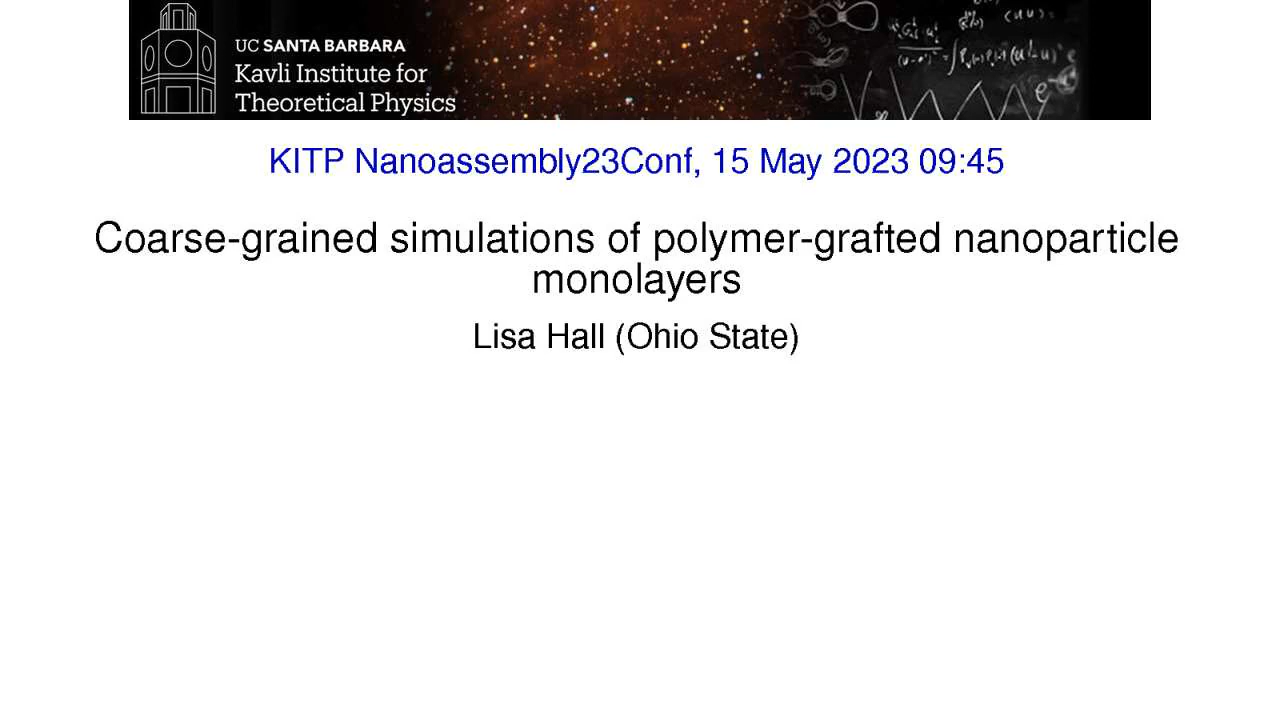 UC SANTA BARBARA
Kavli Institute for
Theoretical Physics
KITP Nanoassembly23Conf, 15 May 2023 09:45
Coarse-grained simulations of polymer-grafted nanoparticle
monolayers
Lisa Hall (Ohio State)